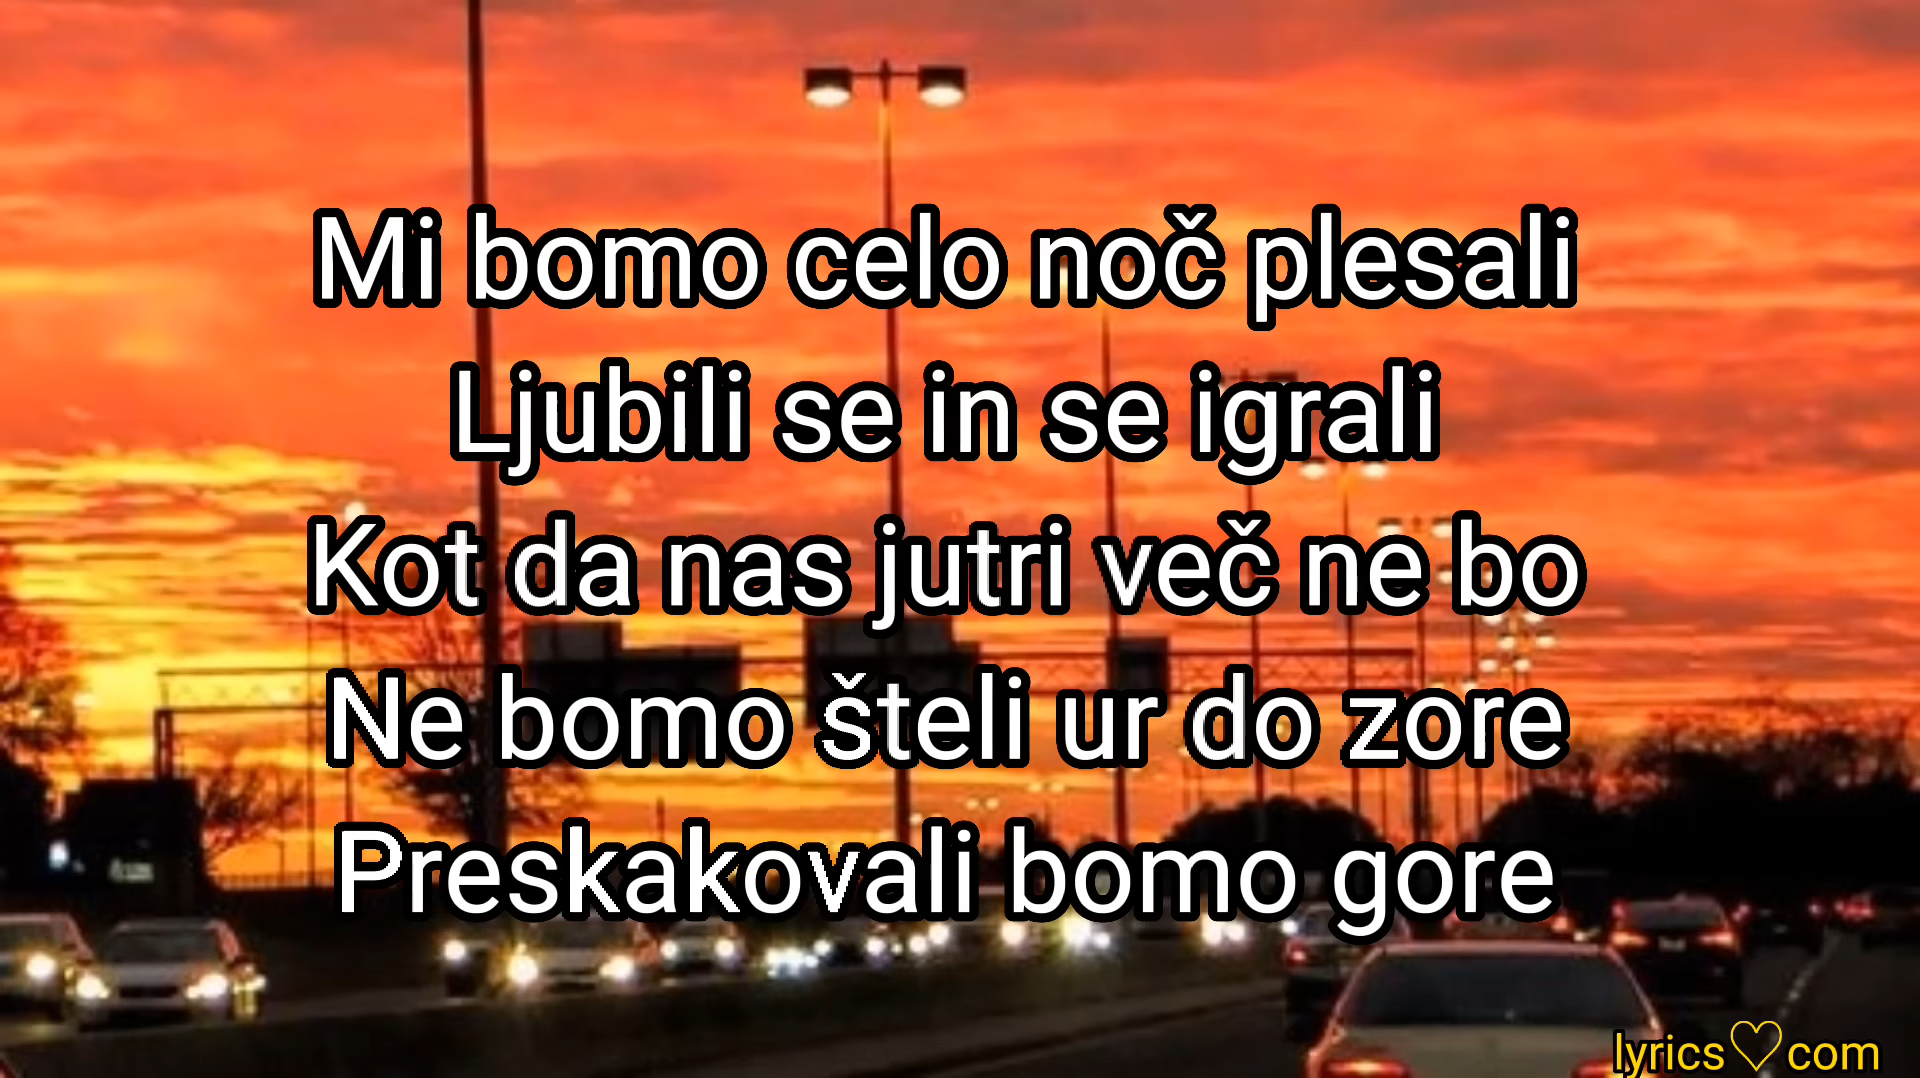 Mi bomo celo noč plesali
Ljubili se in se igrali
Kot da nas jutri več ne bo
Ne bomo šteli ur do zore
Preskakovali bomo gore
lyrics♡com